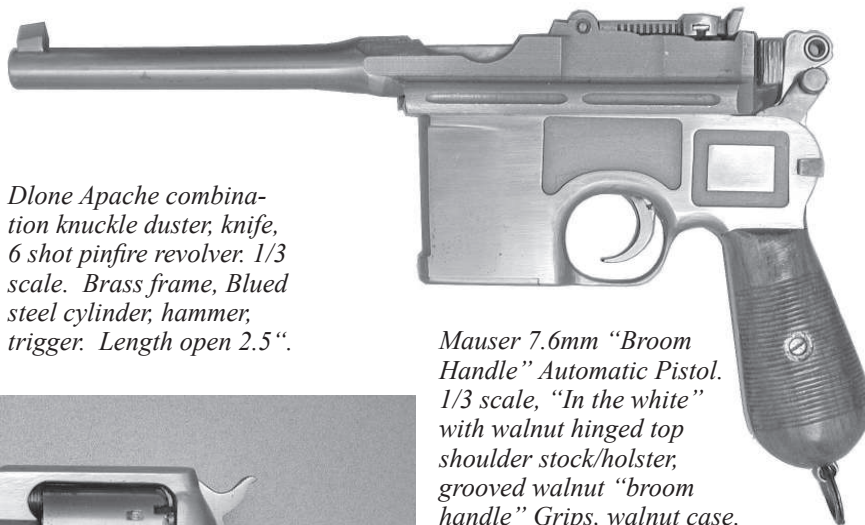 Dlone Apache combina-
tion knuckle duster, knife,
6 shot pinfire revolver. 1/3
scale.  Brass frame, Blued
steel cylinder, hammer,
trigger.  Length open 2.5“.
Mauser 7.6mm “Broom
Handle” Automatic Pistol.
1/3 scale, “In the white”
with walnut hinged top
shoulder stock/holster,
grooved walnut “broom
handle” Grips, walnut case.